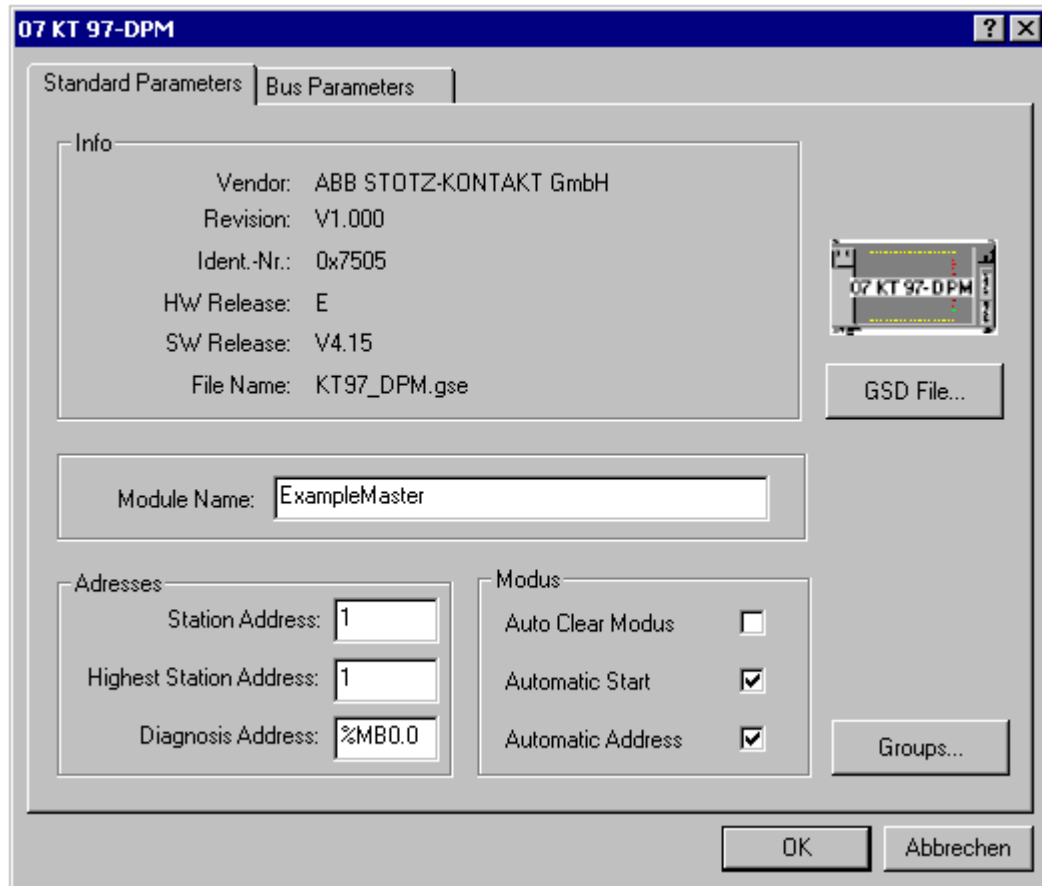 07 KT 97-DPM
Standard Parameters
Bus Parameters
Info
Vendor: ABB STOTZ-KONTAKT GmbH
Revision: V1.000
Ident.-Nr.: 0x7505
HW Release: E
SW Release: V4.15
File Name: KT97_DPM.gse
07 KT 97-DPM
GSD File...
Module Name: ExampleMaster
Adresses
Station Address: 1
Highest Station Address: 1
Diagnosis Address: %MB0.0
Modus
Auto Clear Modus
Automatic Start
Automatic Address
Groups...
OK
Abbrechen